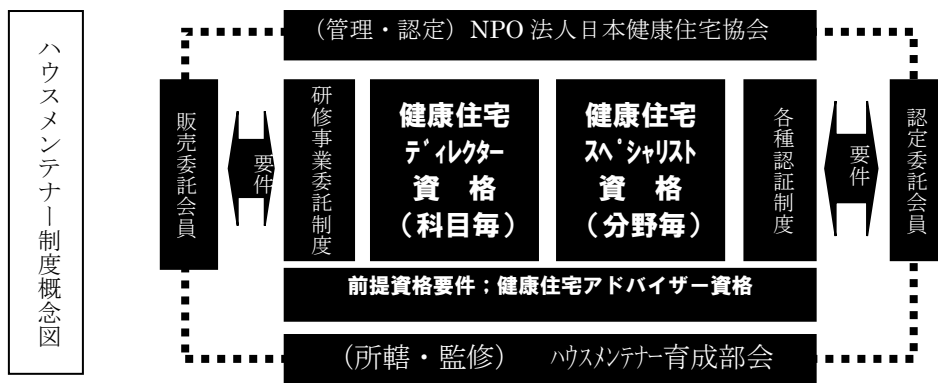 ハウスメンテナー制度概念図
(管理・認定)NPO法人日本健康住宅協会
販売委託会員
要件
研修事業委託制度
健康住宅
ディレクター
資 格
(科目毎)
健康住宅
スペシャリスト
資 格
(分野毎)
各種認証制度
要件
認定委託会員
前提資格要件;健康住宅アドバイザー資格
(所轄・監修) ハウスメンテナー育成部会